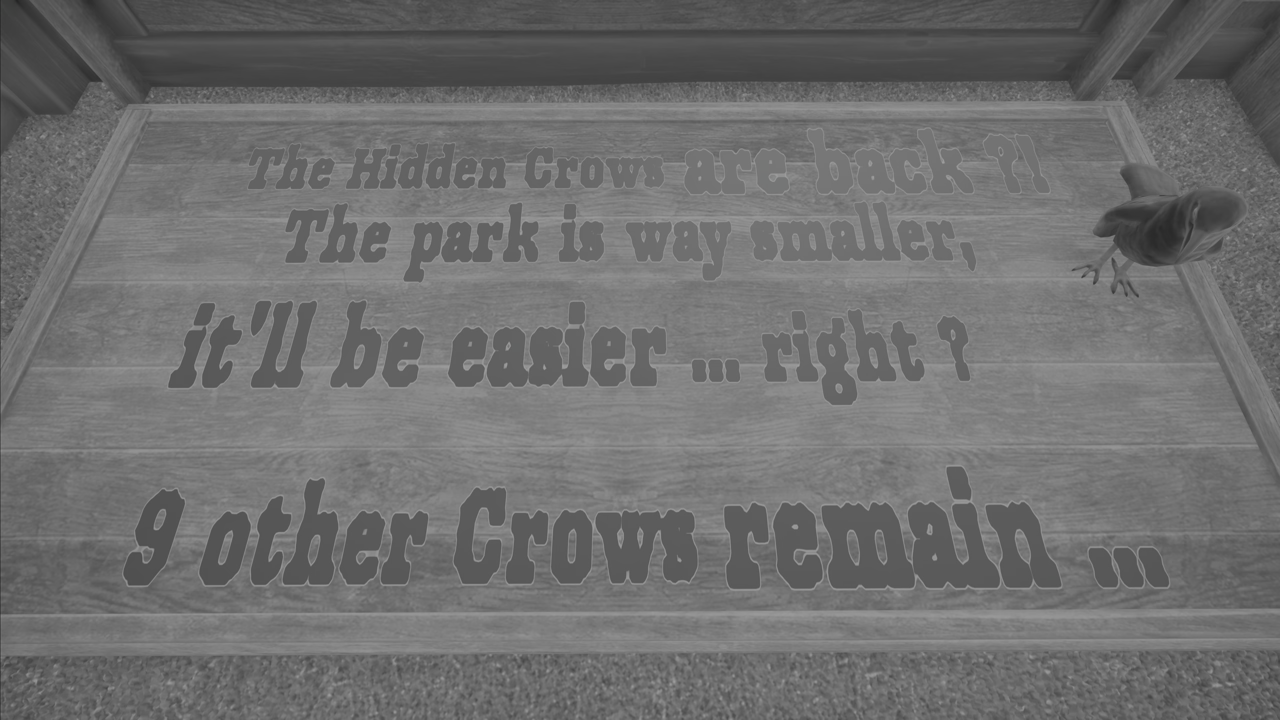 The Hidden Crows are back ?!
The park is way smaller,
it'll be easier ... right ?
9 other Crows remain ...